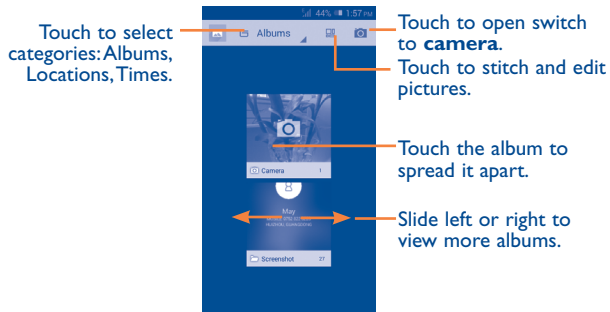 44% 1:57 PM
Touch to select
categories: Albums,
Locations, Times.
Albums
Touch to open switch
to camera.
Touch to stitch and edit
pictures.
Camera 1
Touch the album to
spread it apart.
May
Slide left or right to
view more albums.
Screenshot 27